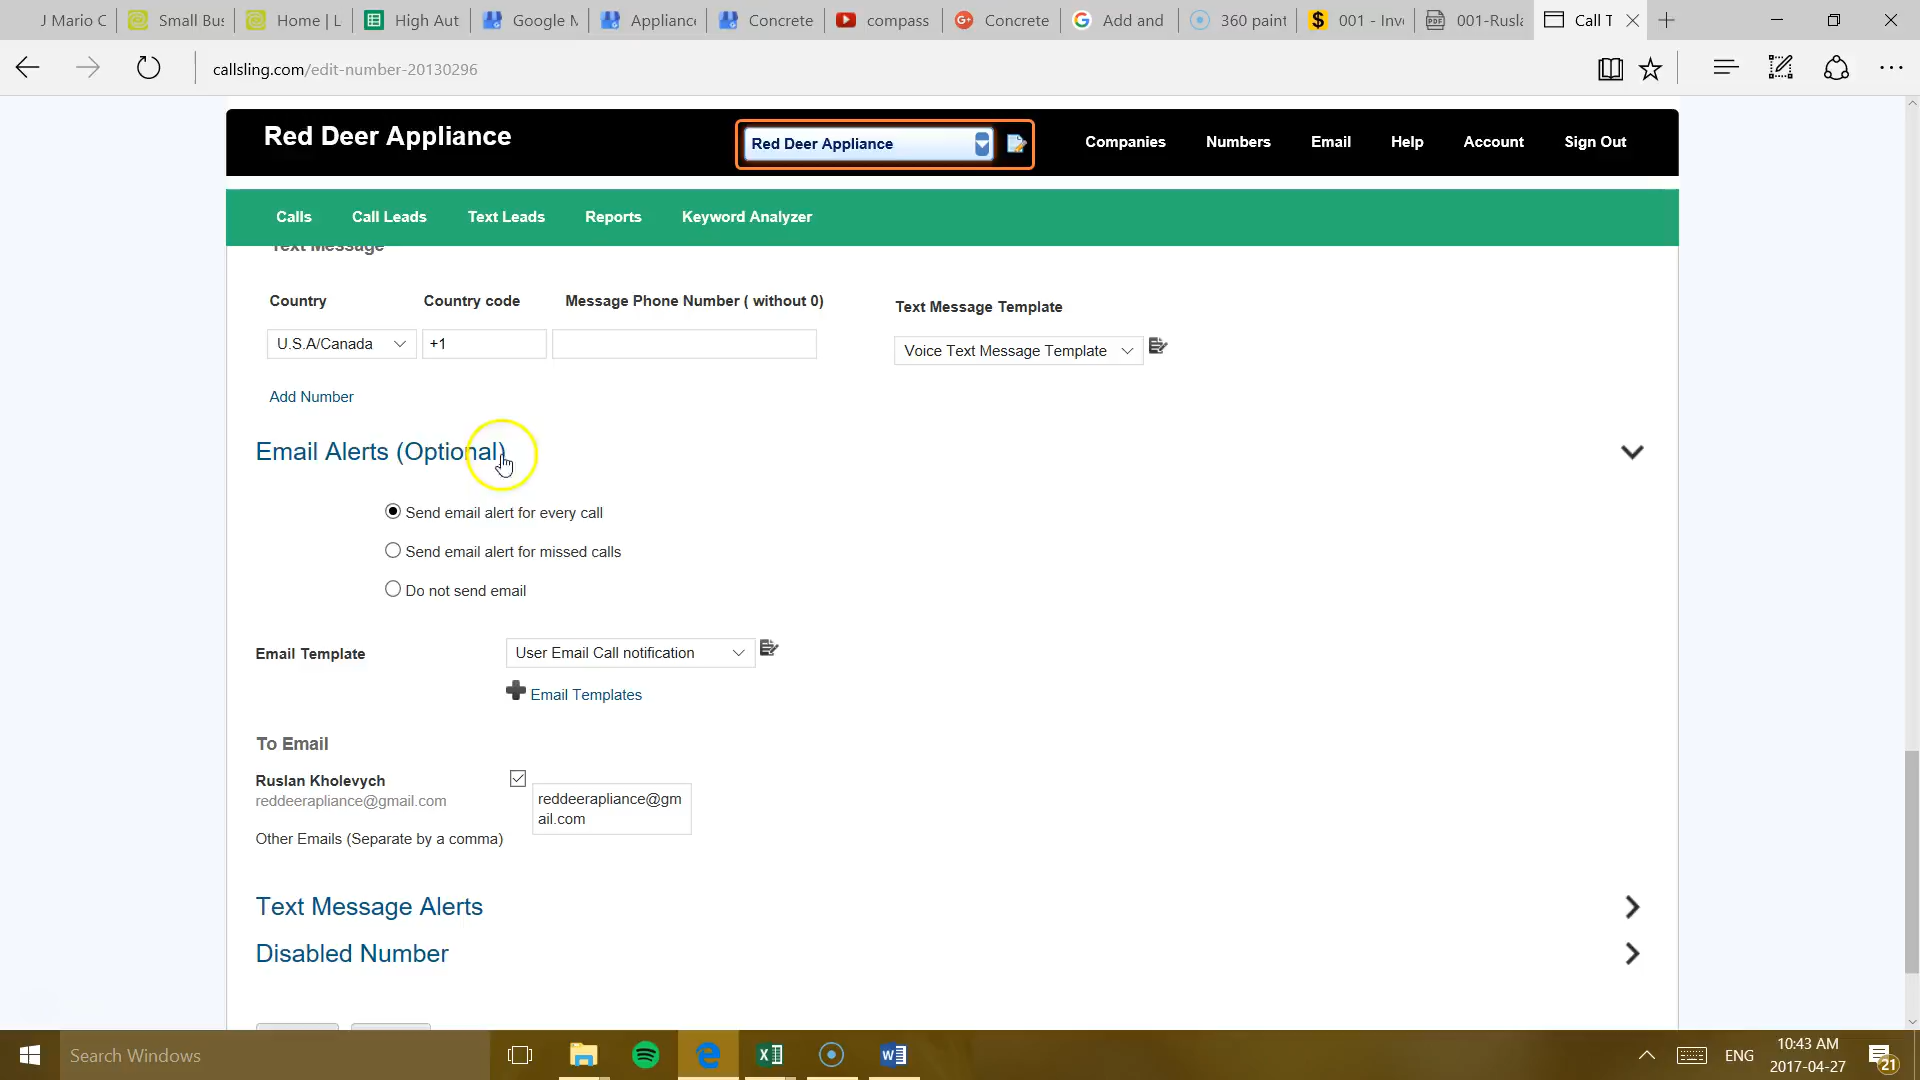 J Mario C
Small Bus
Home | L
High Aut
Google M
Appliance
Concrete
compass
Concrete
Add and
360 paint
001 - Inv
001-Rusla
Call T
callsling.com/edit-number-20130296
Red Deer Appliance
Red Deer Appliance
Companies
Numbers
Email
Help
Account
Sign Out
Calls
Call Leads
Text Leads
Reports
Keyword Analyzer
Text Message
Country
Country code
Message Phone Number ( without 0)
Text Message Template
U.S.A/Canada
+1
Voice Text Message Template
Add Number
Email Alerts (Optional)
Send email alert for every call
Send email alert for missed calls
Do not send email
Email Template
User Email Call notification
Email Templates
To Email
Ruslan Kholevych
reddeerapliance@gmail.com
reddeerapliance@gm
ail.com
Other Emails (Separate by a comma)
Text Message Alerts
Disabled Number
Search Windows
ENG
10:43 AM
2017-04-27
21